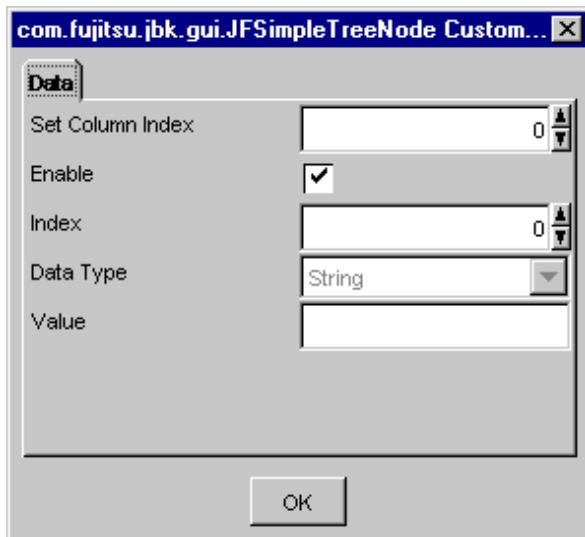 com.fujitsu.jbk.gui.JFSimpleTreeNode Custom...
Data
Set Column Index 0
Enable
Index 0
Data Type String
Value
OK